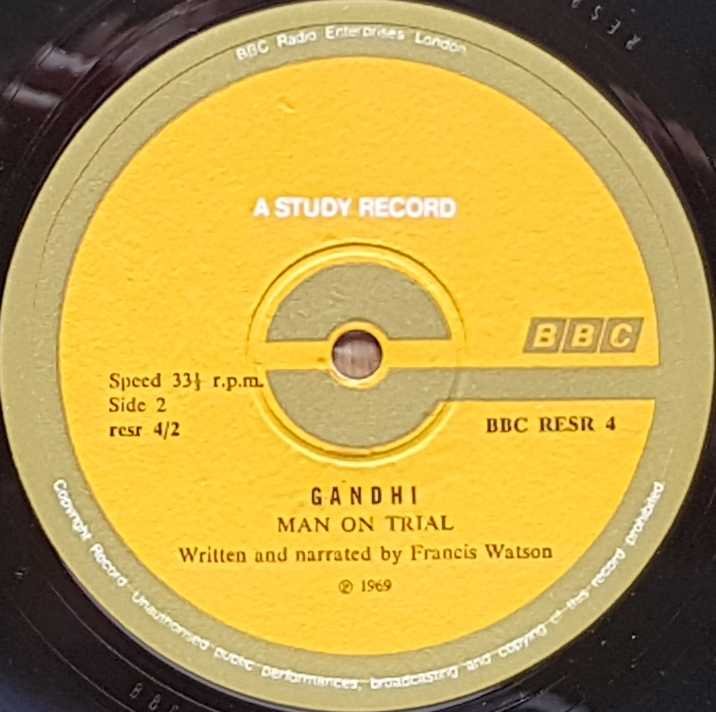 BBC Radio Enterprises London
A STUDY RECORD
BBC
Speed 33⅓ r.p.m.
Side 2
resr 4/2
BBC RESR 4
GANDHI
MAN ON TRIAL
Written and narrated by Francis Watson
℗ 1969
Copyright Record Unauthorised public performances, broadcasting and copying of this record prohibited